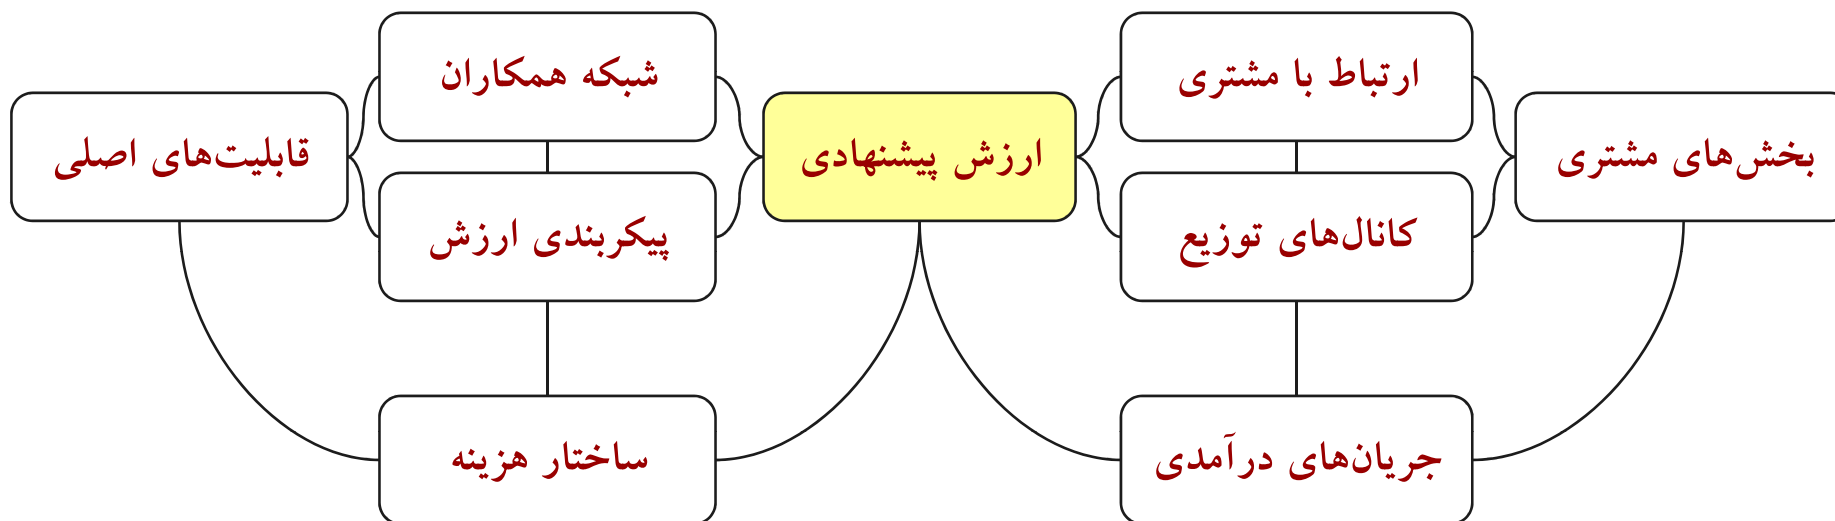 ارتباط با مشتری
شبکه همکاران
بخش‌های مشتری
ارزش پیشنهادی
قابلیت‌های اصلی
کانال‌های توزیع
پیکربندی ارزش
جریان‌های درآمدی
ساختار هزینه